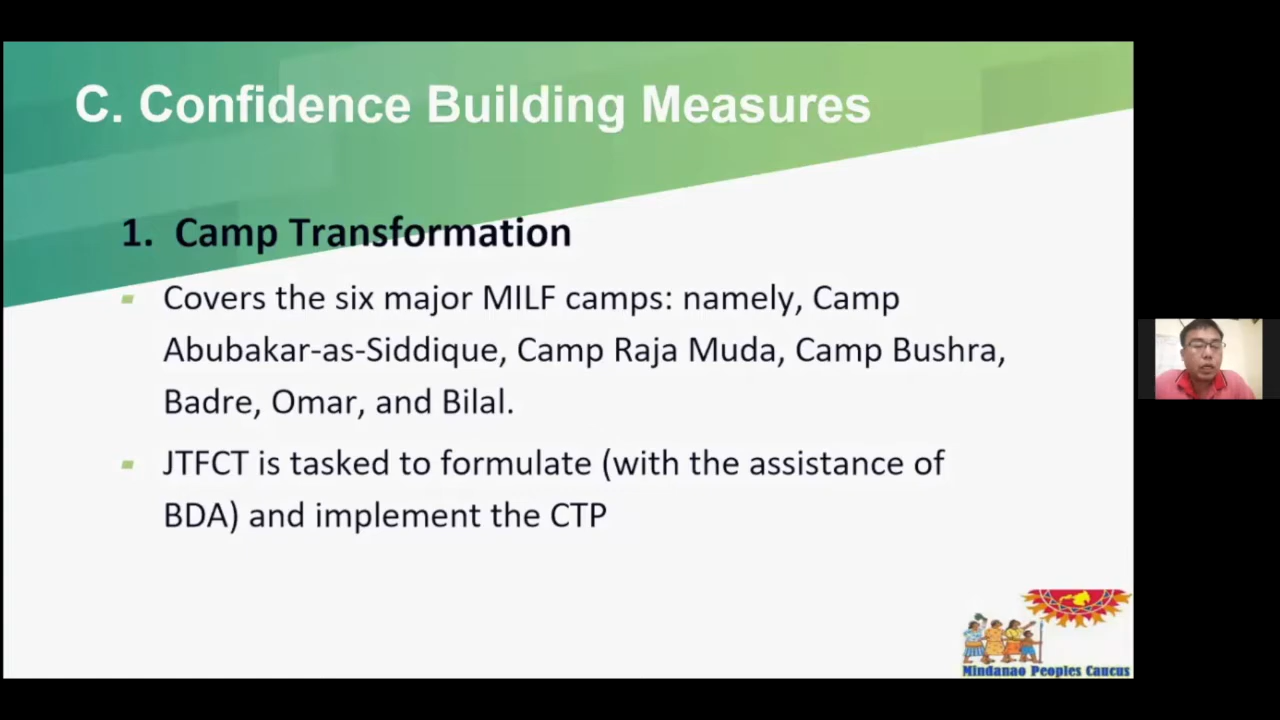 C. Confidence Building Measures
1. Camp Transformation
Covers the six major MILF camps: namely, Camp
Abubakar-as-Siddique, Camp Raja Muda, Camp Bushra,
Badre, Omar, and Bilal.
JTFCT is tasked to formulate (with the assistance of
BDA) and implement the CTP
Mindanao Peoples Caucus